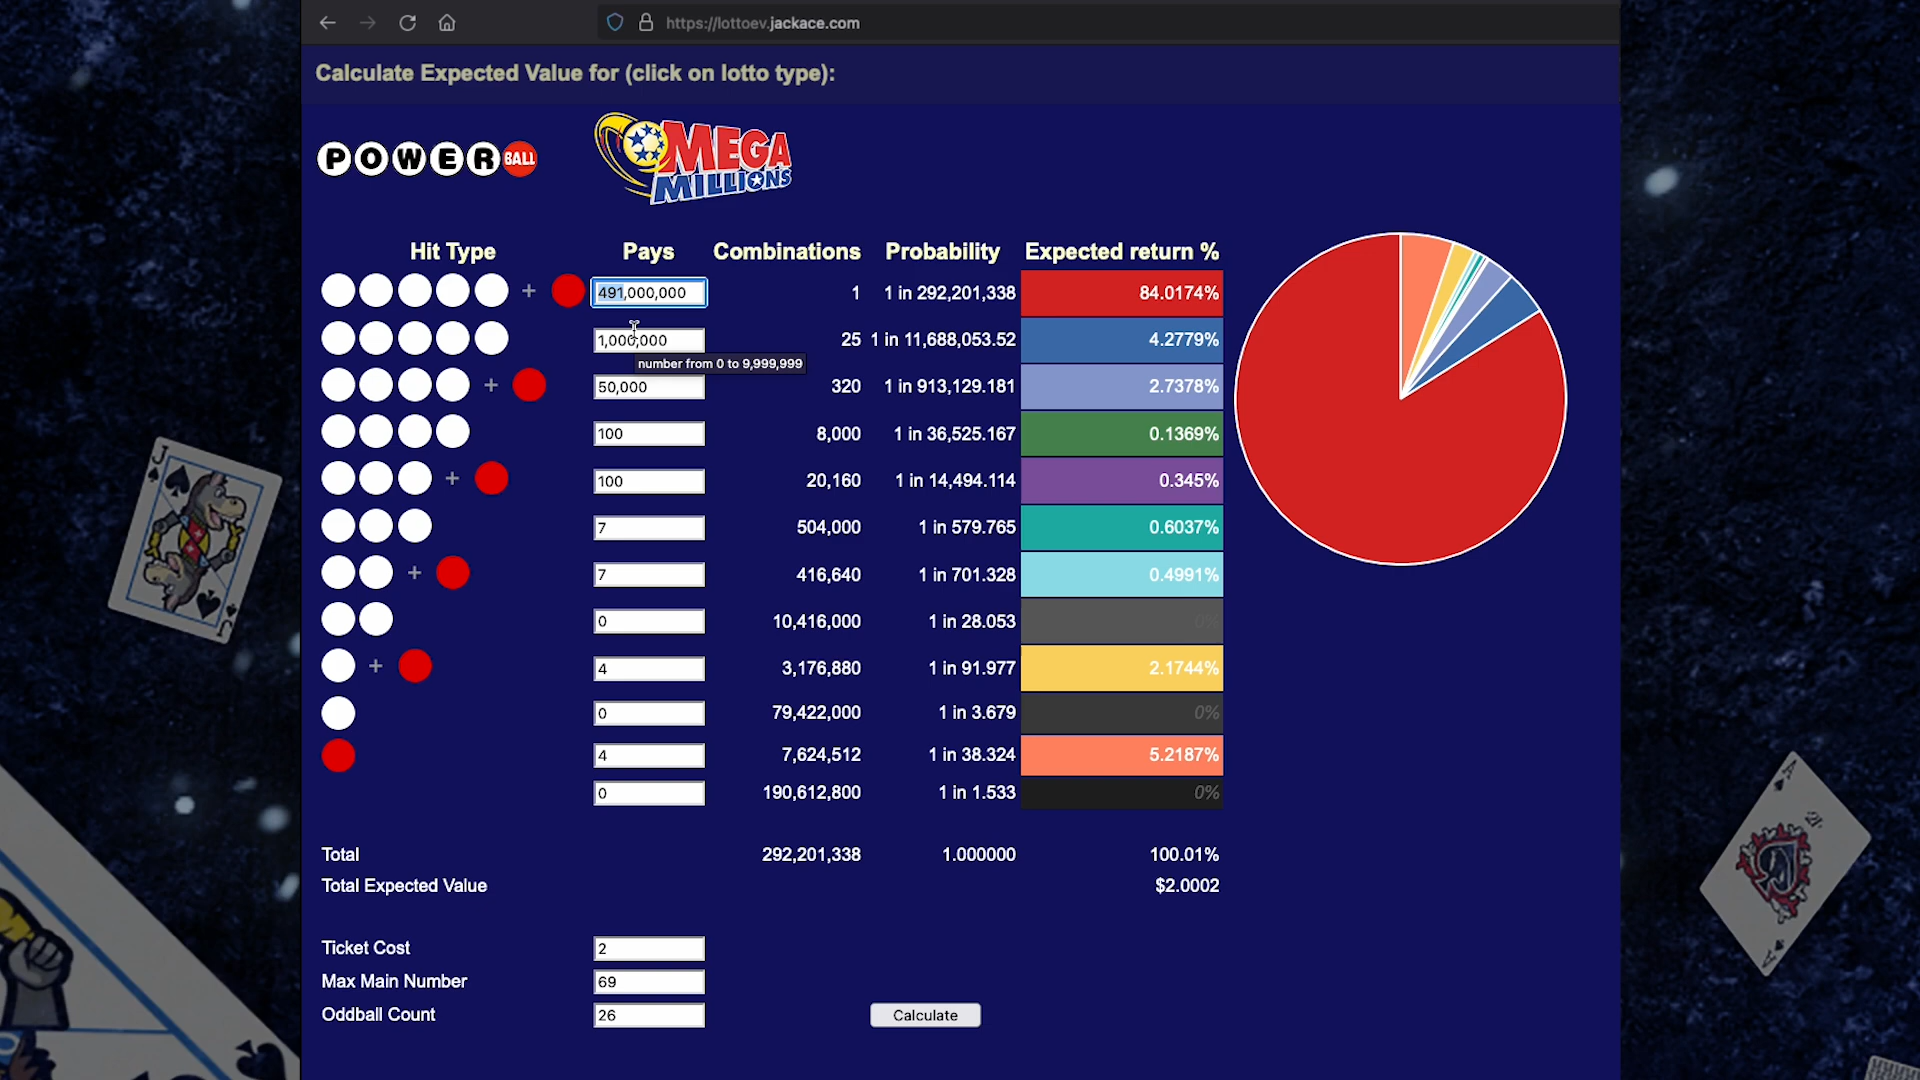 https://lottoev.jackace.com
Calculate Expected Value for (click on lotto type):
POWER BALL
MEGA MILLIONS
Hit Type Pays Combinations Probability Expected return %
+ 491,000,000 1 1 in 292,201,338 84.0174%
1,000,000 25 1 in 11,688,053.52 4.2779%
number from 0 to 9,999,999
+ 50,000 320 1 in 913,129.181 2.7378%
100 8,000 1 in 36,525.167 0.1369%
+ 100 20,160 1 in 14,494.114 0.345%
7 504,000 1 in 579.765 0.6037%
+ 7 416,640 1 in 701.328 0.4991%
0 10,416,000 1 in 28.053 0%
+ 4 3,176,880 1 in 91.977 2.1744%
0 79,422,000 1 in 3.679 0%
4 7,624,512 1 in 38.324 5.2187%
0 190,612,800 1 in 1.533 0%
Total 292,201,338 1.000000 100.01%
Total Expected Value $2.0002
Ticket Cost 2
Max Main Number 69
Oddball Count 26 Calculate
J
J
A
A